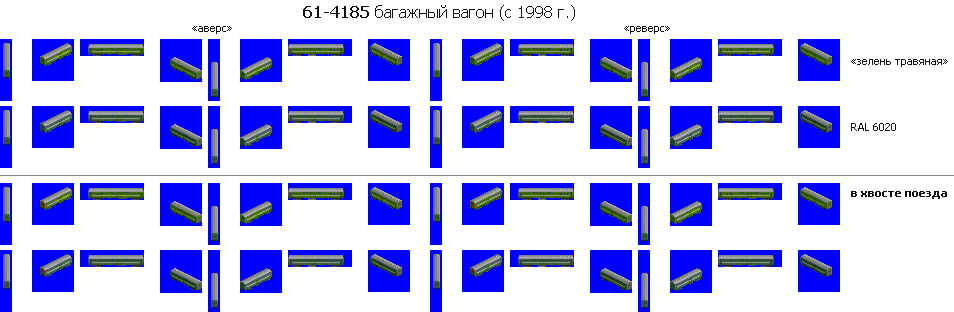 61-4185 багажный вагон (с 1998 г.)
«аверс» «реверс»
«зелень травяная»
RAL 6020
в хвосте поезда